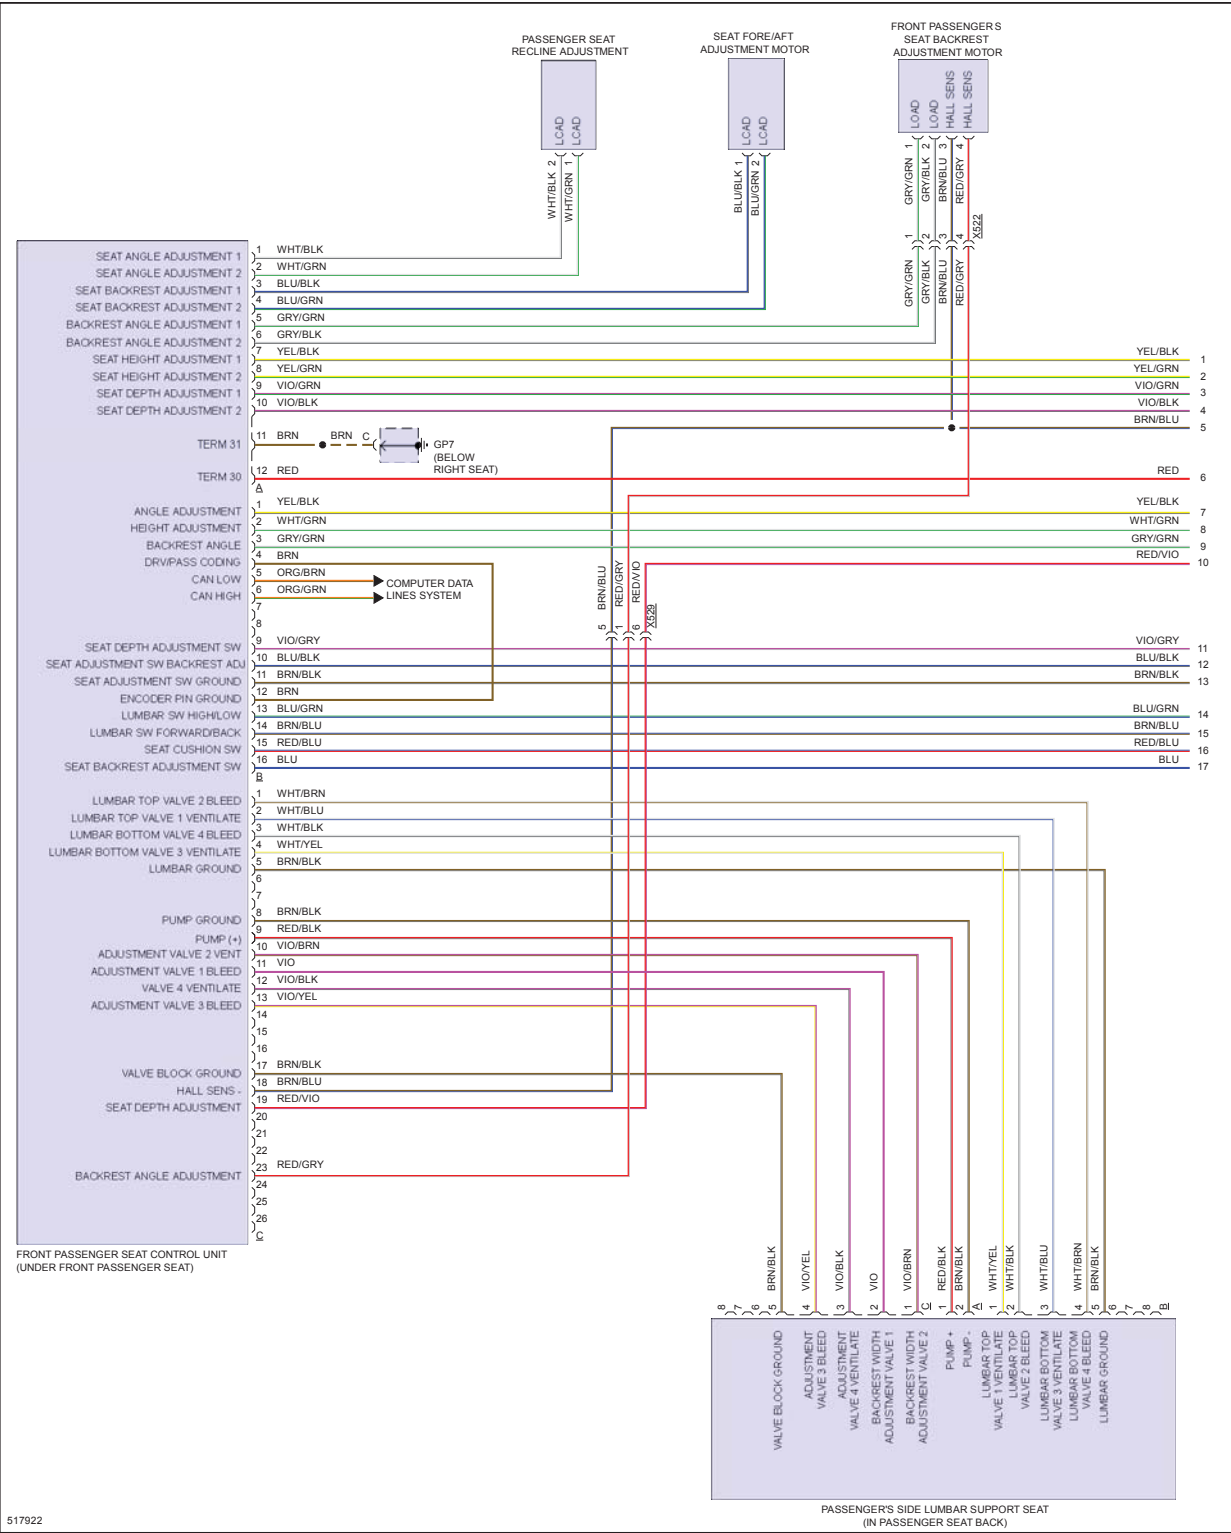 PASSENGER SEAT
RECLINE ADJUSTMENT
SEAT FORE/AFT
ADJUSTMENT MOTOR
FRONT PASSENGER S
SEAT BACKREST
ADJUSTMENT MOTOR
LCAD
LCAD
LCAD
LCAD
LOAD
LOAD
HALL SENS
HALL SENS
WHT/BLK 2
WHT/GRN 1
BLU/BLK 1
BLU/GRN 2
GRY/GRN 1
GRY/BLK 2
BRN/BLU 3
RED/GRY 4
1
2
3
4
X522
GRY/GRN
GRY/BLK
BRN/BLU
RED/GRY
SEAT ANGLE ADJUSTMENT 1 1 WHT/BLK
SEAT ANGLE ADJUSTMENT 2 2 WHT/GRN
SEAT BACKREST ADJUSTMENT 1 3 BLU/BLK
SEAT BACKREST ADJUSTMENT 2 4 BLU/GRN
BACKREST ANGLE ADJUSTMENT 1 5 GRY/GRN
BACKREST ANGLE ADJUSTMENT 2 6 GRY/BLK
SEAT HEIGHT ADJUSTMENT 1 7 YEL/BLK YEL/BLK 1
SEAT HEIGHT ADJUSTMENT 2 8 YEL/GRN YEL/GRN 2
SEAT DEPTH ADJUSTMENT 1 9 VIO/GRN VIO/GRN 3
SEAT DEPTH ADJUSTMENT 2 10 VIO/BLK VIO/BLK 4
BRN/BLU 5
TERM 31 11 BRN BRN C GP7
(BELOW
RIGHT SEAT)
TERM 30 12 RED RED 6
A
ANGLE ADJUSTMENT 1 YEL/BLK YEL/BLK 7
HEIGHT ADJUSTMENT 2 WHT/GRN WHT/GRN 8
BACKREST ANGLE 3 GRY/GRN GRY/GRN 9
DRV/PASS CODING 4 BRN RED/VIO 10
CAN LOW 5 ORG/BRN
CAN HIGH 6 ORG/GRN
COMPUTER DATA
LINES SYSTEM
7
8
BRN/BLU
RED/GRY
RED/VIO
5
1
6
X529
SEAT DEPTH ADJUSTMENT SW 9 VIO/GRY VIO/GRY 11
SEAT ADJUSTMENT SW BACKREST ADJ 10 BLU/BLK BLU/BLK 12
SEAT ADJUSTMENT SW GROUND 11 BRN/BLK BRN/BLK 13
ENCODER PIN GROUND 12 BRN
LUMBAR SW HIGH/LOW 13 BLU/GRN BLU/GRN 14
LUMBAR SW FORWARD/BACK 14 BRN/BLU BRN/BLU 15
SEAT CUSHION SW 15 RED/BLU RED/BLU 16
SEAT BACKREST ADJUSTMENT SW 16 BLU BLU 17
B
LUMBAR TOP VALVE 2 BLEED 1 WHT/BRN
LUMBAR TOP VALVE 1 VENTILATE 2 WHT/BLU
LUMBAR BOTTOM VALVE 4 BLEED 3 WHT/BLK
LUMBAR BOTTOM VALVE 3 VENTILATE 4 WHT/YEL
LUMBAR GROUND 5 BRN/BLK
6
7
PUMP GROUND 8 BRN/BLK
PUMP (+) 9 RED/BLK
ADJUSTMENT VALVE 2 VENT 10 VIO/BRN
ADJUSTMENT VALVE 1 BLEED 11 VIO
VALVE 4 VENTILATE 12 VIO/BLK
ADJUSTMENT VALVE 3 BLEED 13 VIO/YEL
14
15
16
VALVE BLOCK GROUND 17 BRN/BLK
HALL SENS - 18 BRN/BLU
SEAT DEPTH ADJUSTMENT 19 RED/VIO
20
21
22
BACKREST ANGLE ADJUSTMENT 23 RED/GRY
24
25
26
C
FRONT PASSENGER SEAT CONTROL UNIT
(UNDER FRONT PASSENGER SEAT)
BRN/BLK
VIO/YEL
VIO/BLK
VIO
VIO/BRN
RED/BLK
BRN/BLK
WHT/YEL
WHT/BLK
WHT/BLU
WHT/BRN
BRN/BLK
8
7
6
5
4
3
2
1
C
1
2
A
1
2
3
4
5
6
7
8
B
VALVE BLOCK GROUND
ADJUSTMENT
VALVE 3 BLEED
ADJUSTMENT
VALVE 4 VENTILATE
BACKREST WIDTH
ADJUSTMENT VALVE 1
BACKREST WIDTH
ADJUSTMENT VALVE 2
PUMP +
PUMP -
LUMBAR TOP
VALVE 1 VENTILATE
LUMBAR TOP
VALVE 2 BLEED
LUMBAR BOTTOM
VALVE 3 VENTILATE
LUMBAR BOTTOM
VALVE 4 BLEED
LUMBAR GROUND
PASSENGER'S SIDE LUMBAR SUPPORT SEAT
(IN PASSENGER SEAT BACK)
517922